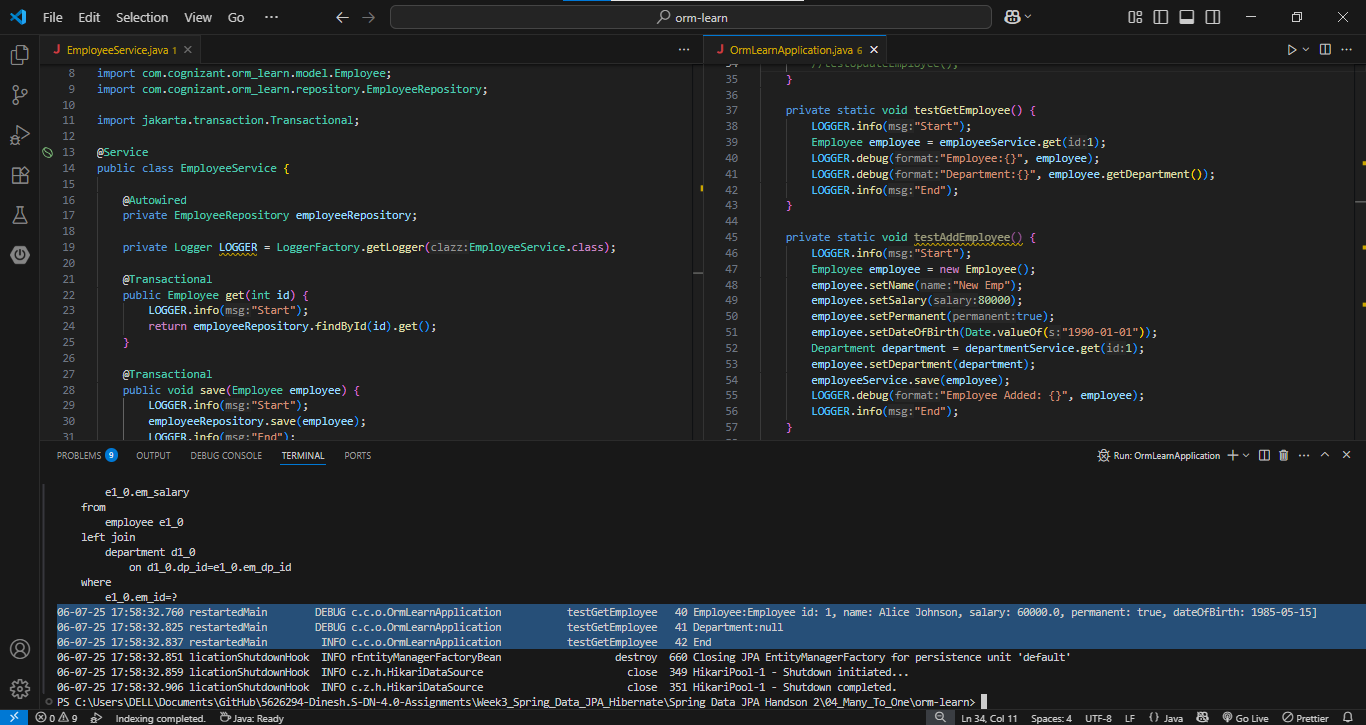 File Edit Selection View Go ··· orm-learn
EmployeeService.java 1
8 import com.cognizant.orm_learn.model.Employee;
9 import com.cognizant.orm_learn.repository.EmployeeRepository;
10
11 import jakarta.transaction.Transactional;
12
13 @Service
14 public class EmployeeService {
15
16 @Autowired
17 private EmployeeRepository employeeRepository;
18
19 private Logger LOGGER = LoggerFactory.getLogger(clazz:EmployeeService.class);
20
21 @Transactional
22 public Employee get(int id) {
23 LOGGER.info(msg:"Start");
24 return employeeRepository.findById(id).get();
25 }
26
27 @Transactional
28 public void save(Employee employee) {
29 LOGGER.info(msg:"Start");
30 employeeRepository.save(employee);
31 LOGGER.info(msg:"End");
OrmLearnApplication.java 6
34 //testUpdateEmployee();
35 }
36
37 private static void testGetEmployee() {
38 LOGGER.info(msg:"Start");
39 Employee employee = employeeService.get(id:1);
40 LOGGER.debug(format:"Employee:{}", employee);
41 LOGGER.debug(format:"Department:{}", employee.getDepartment());
42 LOGGER.info(msg:"End");
43 }
44
45 private static void testAddEmployee() {
46 LOGGER.info(msg:"Start");
47 Employee employee = new Employee();
48 employee.setName(name:"New Emp");
49 employee.setSalary(salary:80000);
50 employee.setPermanent(permanent:true);
51 employee.setDateOfBirth(Date.valueOf(s:"1990-01-01"));
52 Department department = departmentService.get(id:1);
53 employee.setDepartment(department);
54 employeeService.save(employee);
55 LOGGER.debug(format:"Employee Added: {}", employee);
56 LOGGER.info(msg:"End");
57 }
PROBLEMS 9 OUTPUT DEBUG CONSOLE TERMINAL PORTS Run: OrmLearnApplication
e1_0.em_salary
from
employee e1_0
left join
department d1_0
on d1_0.dp_id=e1_0.em_dp_id
where
e1_0.em_id=?
06-07-25 17:58:32.760 restartedMain DEBUG c.c.o.OrmLearnApplication testGetEmployee 40 Employee:Employee id: 1, name: Alice Johnson, salary: 60000.0, permanent: true, dateOfBirth: 1985-05-15]
06-07-25 17:58:32.825 restartedMain DEBUG c.c.o.OrmLearnApplication testGetEmployee 41 Department:null
06-07-25 17:58:32.837 restartedMain INFO c.c.o.OrmLearnApplication testGetEmployee 42 End
06-07-25 17:58:32.851 licationShutdownHook INFO rEntityManagerFactoryBean destroy 660 Closing JPA EntityManagerFactory for persistence unit 'default'
06-07-25 17:58:32.859 licationShutdownHook INFO c.z.h.HikariDataSource close 349 HikariPool-1 - Shutdown initiated...
06-07-25 17:58:32.906 licationShutdownHook INFO c.z.h.HikariDataSource close 351 HikariPool-1 - Shutdown completed.
PS C:\Users\DELL\Documents\GitHub\5626294-Dinesh.S-DN-4.0-Assignments\Week3_Spring_Data_JPA_Hibernate\Spring Data JPA Handson 2\04_Many_To_One\orm-learn>
0 9 Indexing completed. Java: Ready Ln 34, Col 11 Spaces: 4 UTF-8 LF {} Java Go Live Prettier